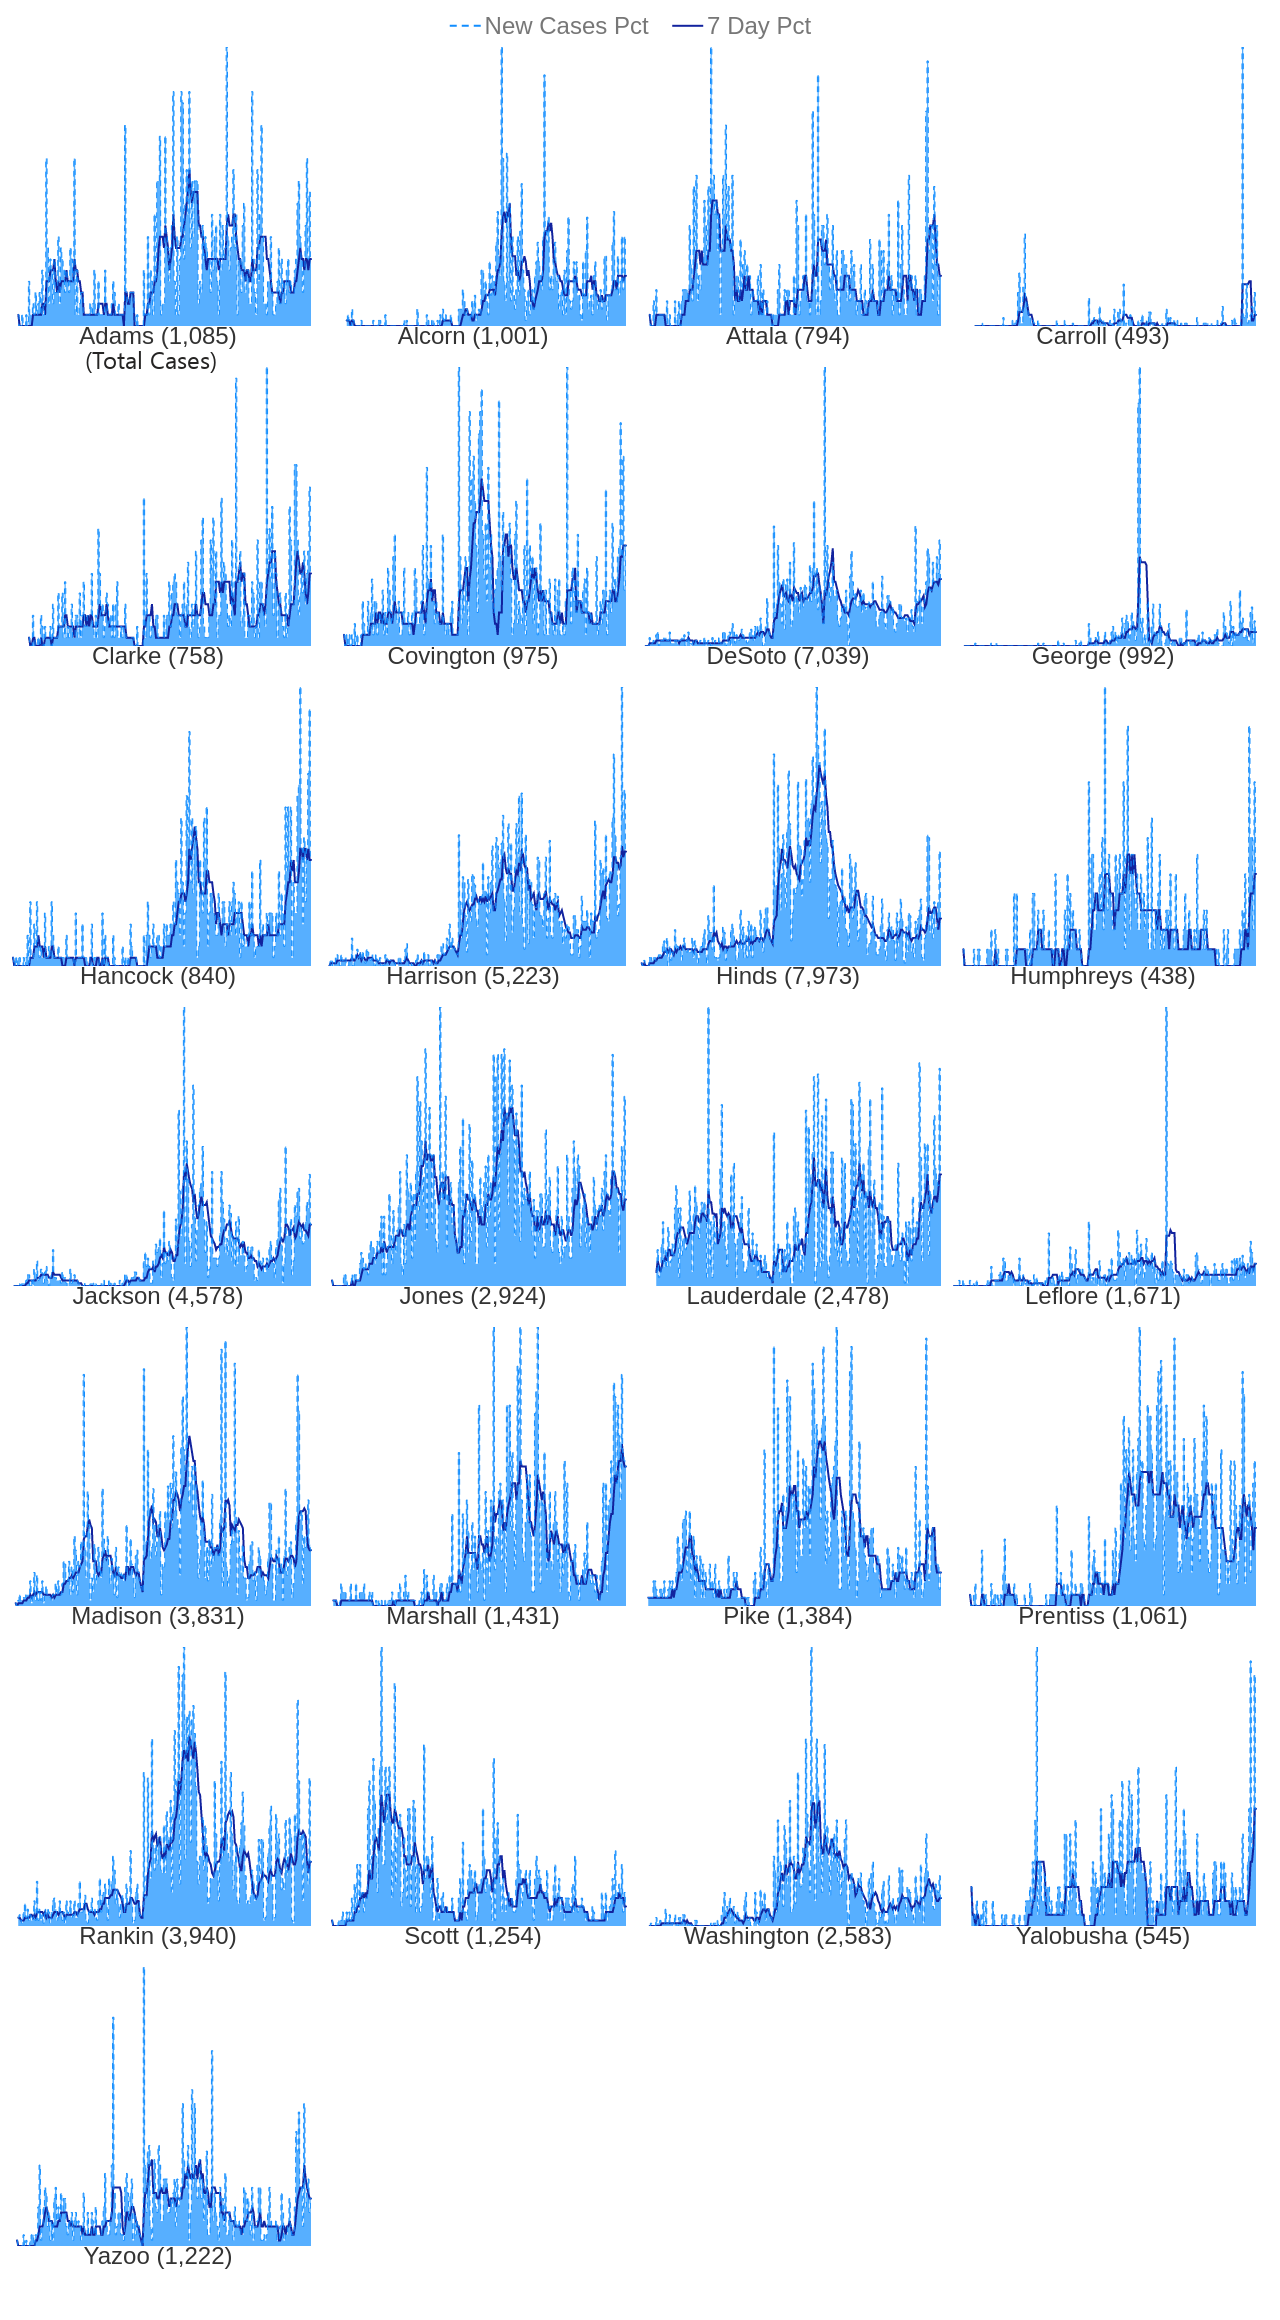 New Cases Pct 7 Day Pct
Adams (1,085) Alcorn (1,001) Attala (794) Carroll (493)
(Total Cases)
Clarke (758) Covington (975) DeSoto (7,039) George (992)
Hancock (840) Harrison (5,223) Hinds (7,973) Humphreys (438)
Jackson (4,578) Jones (2,924) Lauderdale (2,478) Leflore (1,671)
Madison (3,831) Marshall (1,431) Pike (1,384) Prentiss (1,061)
Rankin (3,940) Scott (1,254) Washington (2,583) Yalobusha (545)
Yazoo (1,222)